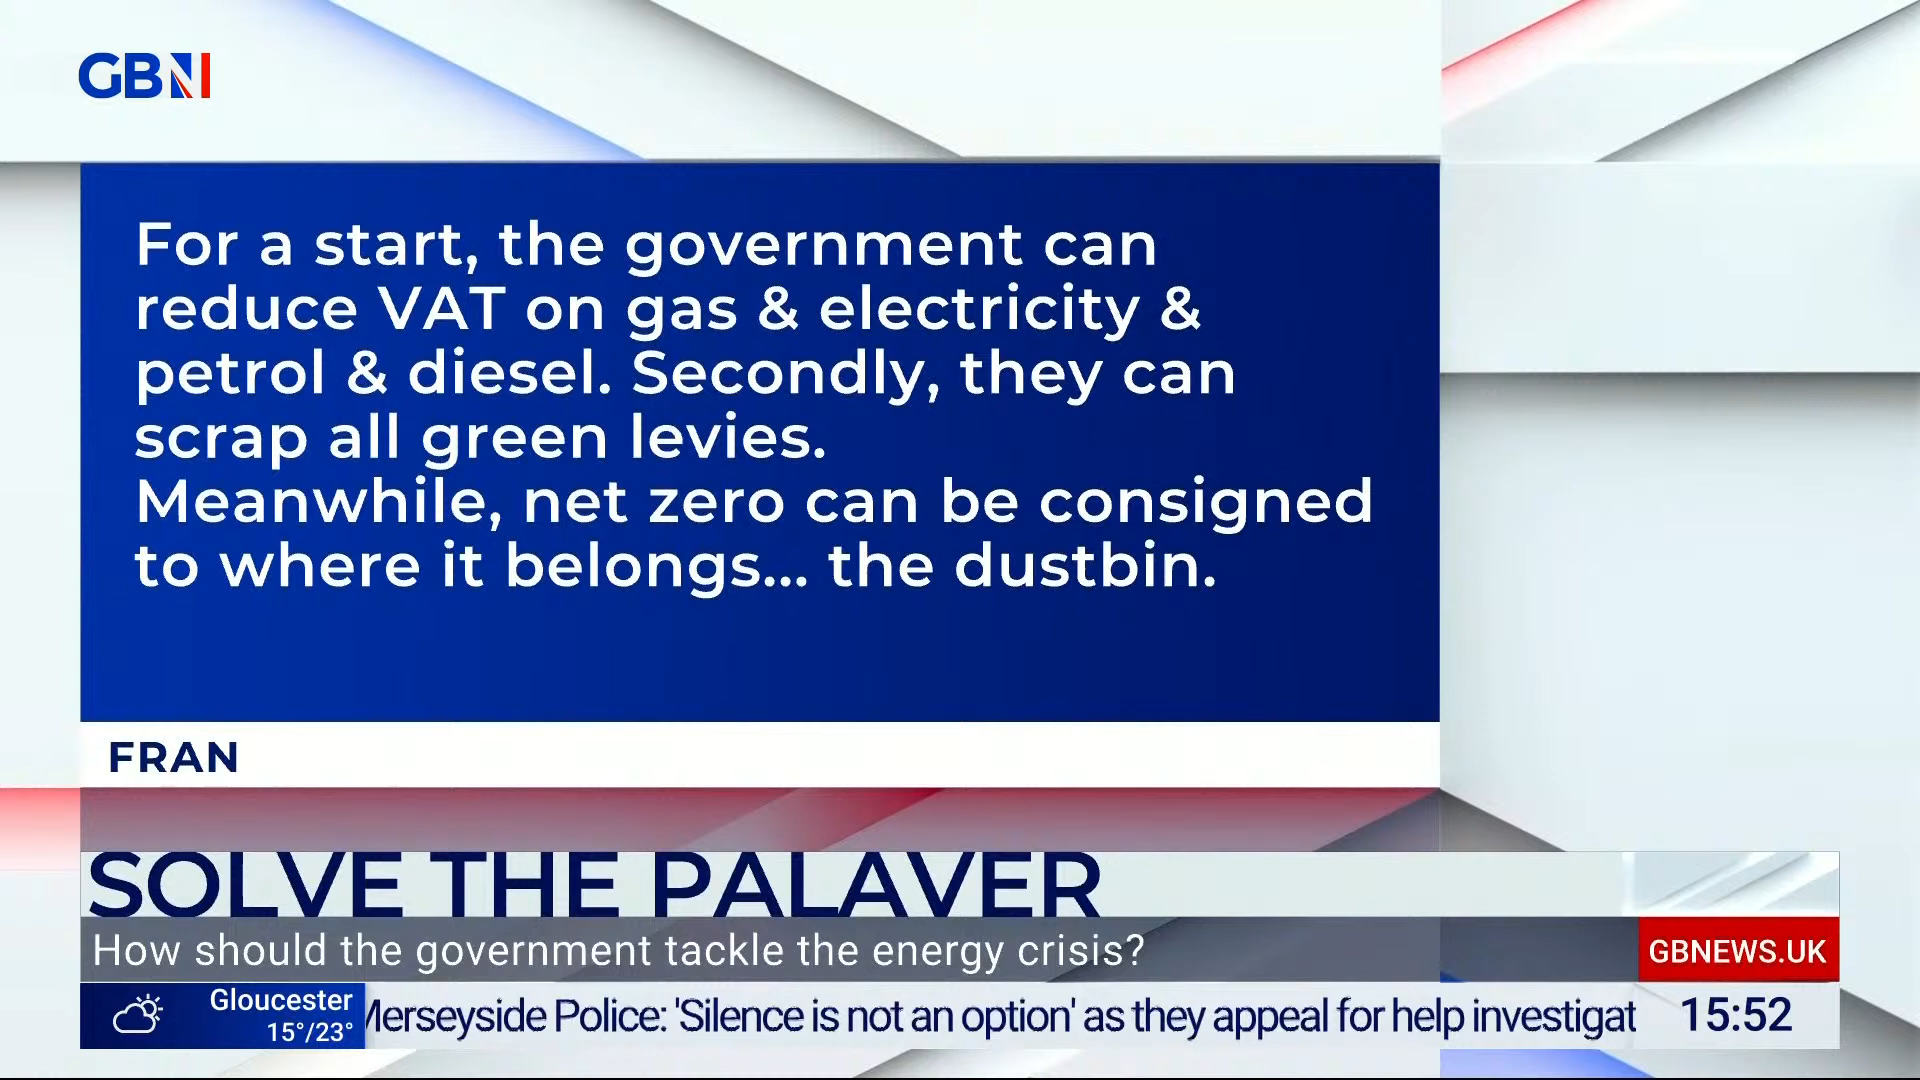 GBN
For a start, the government can
reduce VAT on gas & electricity &
petrol & diesel. Secondly, they can
scrap all green levies.
Meanwhile, net zero can be consigned
to where it belongs... the dustbin.
FRAN
SOLVE THE PALAVER
How should the government tackle the energy crisis?
GBNEWS.UK
Gloucester
15°/23°
Merseyside Police: 'Silence is not an option' as they appeal for help investigat
15:52